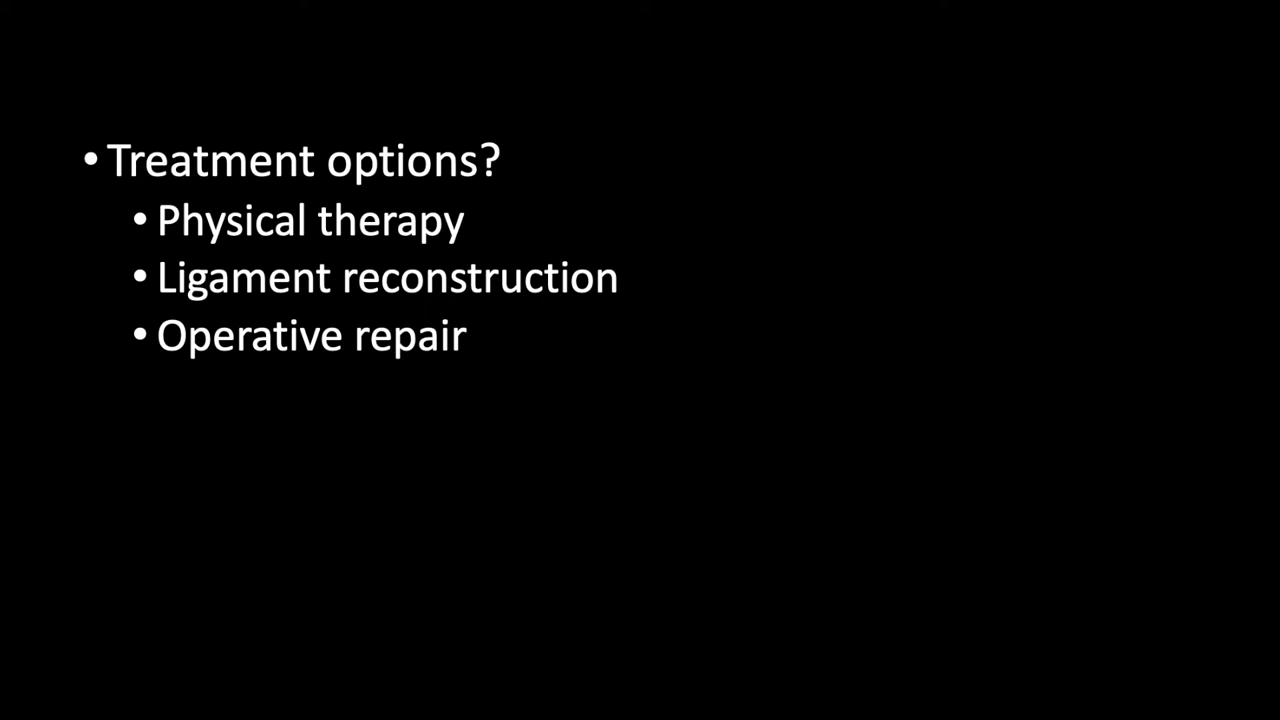 • Treatment options?
• Physical therapy
• Ligament reconstruction
• Operative repair